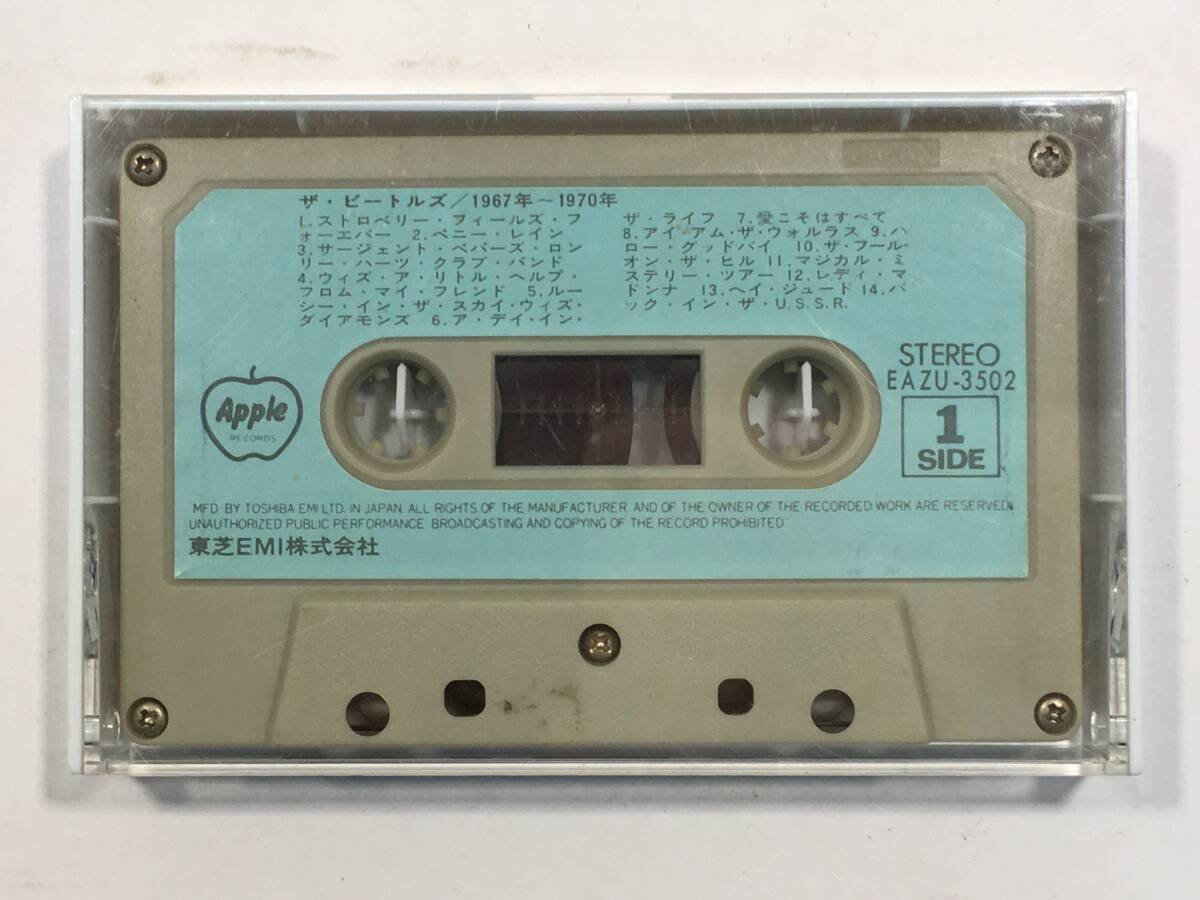 ザ・ビートルズ／1967年～1970年
1.ストロベリー・フィールズ・フ
ォーエバー 2.ペニー・レイン
3.サージェント・ペパーズ・ロン
リー・ハーツ・クラブ・バンド
4.ウィズ・ア・リトル・ヘルプ・
フロム・マイ・フレンド 5.ルー
シー・イン・ザ・スカイ・ウィズ・
ダイアモンズ 6.ア・デイ・イン・
ザ・ライフ 7.愛こそはすべて
8.アイ・アム・ザ・ウォルラス 9.ハ
ロー・グッドバイ 10.ザ・フール・
オン・ザ・ヒル 11.マジカル・ミ
ステリー・ツアー 12.レディ・マ
ドンナ 13.ヘイ・ジュード 14.バ
ック・イン・ザ・U.S.S.R.
STEREO
EAZU-3502
1
SIDE
Apple
RECORDS
MFD BY TOSHIBA EMI LTD. IN JAPAN ALL RIGHTS OF THE MANUFACTURER AND OF THE OWNER OF THE RECORDED WORK ARE RESERVED.
UNAUTHORIZED PUBLIC PERFORMANCE BROADCASTING AND COPYING OF THE RECORD PROHIBITED
東芝EMI株式会社